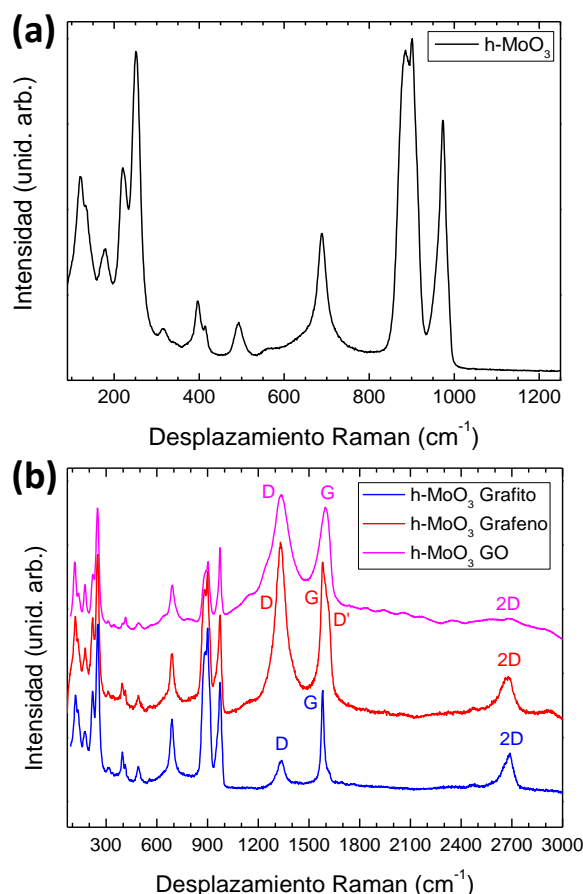 (a)
h-MoO₃
Intensidad (unid. arb.)
200 400 600 800 1000 1200
Desplazamiento Raman (cm⁻¹)
(b)
h-MoO₃ Grafito
h-MoO₃ Grafeno
h-MoO₃ GO
D G 2D
D G D' 2D
D G 2D
Intensidad (unid. arb.)
300 600 900 1200 1500 1800 2100 2400 2700 3000
Desplazamiento Raman (cm⁻¹)